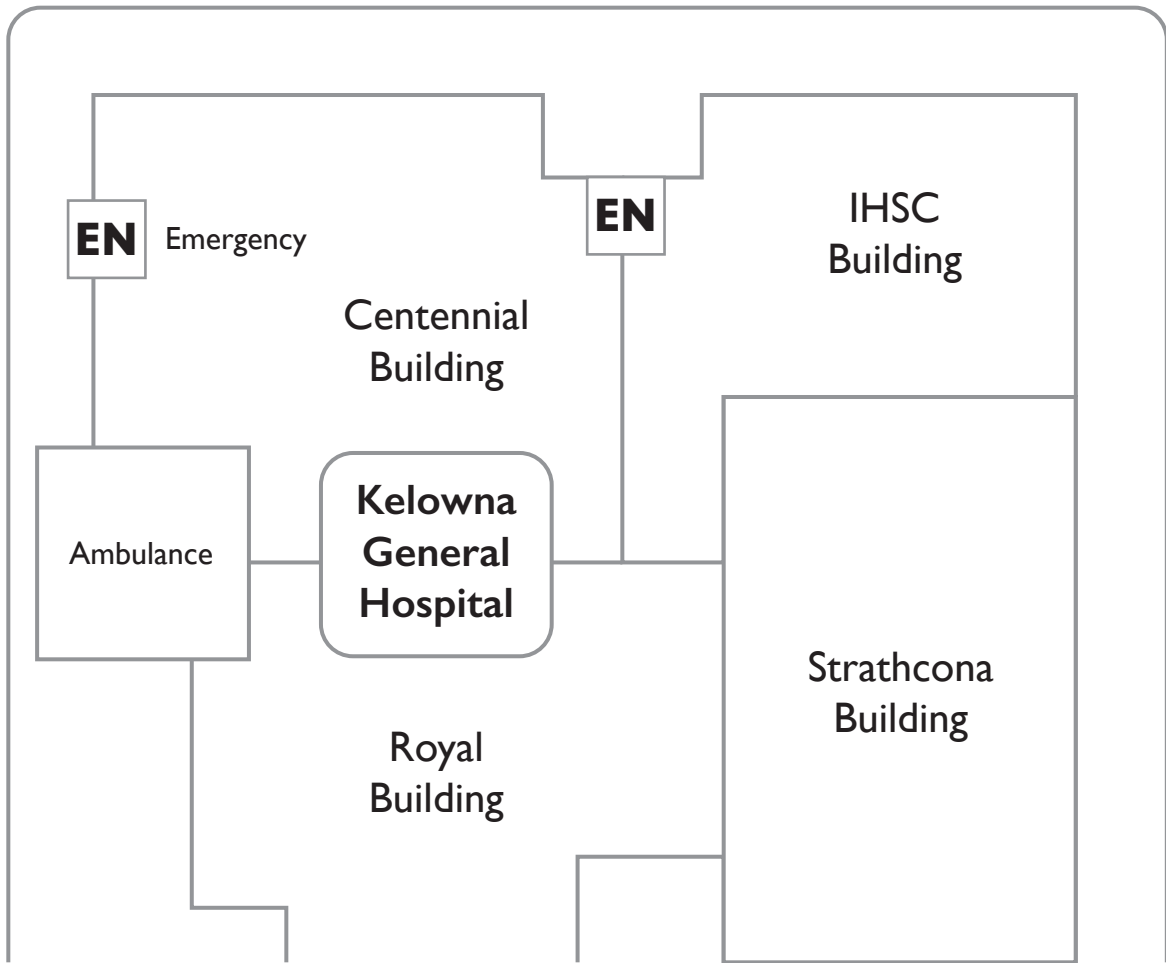 EN
Emergency
EN
IHSC
Building
Centennial
Building
Kelowna
General
Hospital
Ambulance
Strathcona
Building
Royal
Building